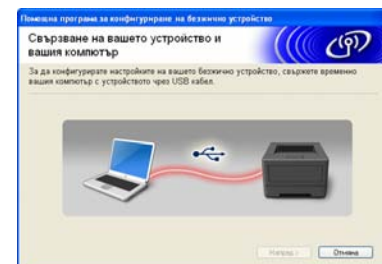 Помощна програма за конфигуриране на безжично устройство
Свързване на вашето устройство и
вашия компютър
За да конфигурирате настройките на вашето безжично устройство, свържете временно
вашия компютър с устройството чрез USB кабел.
Напред >
Отмяна